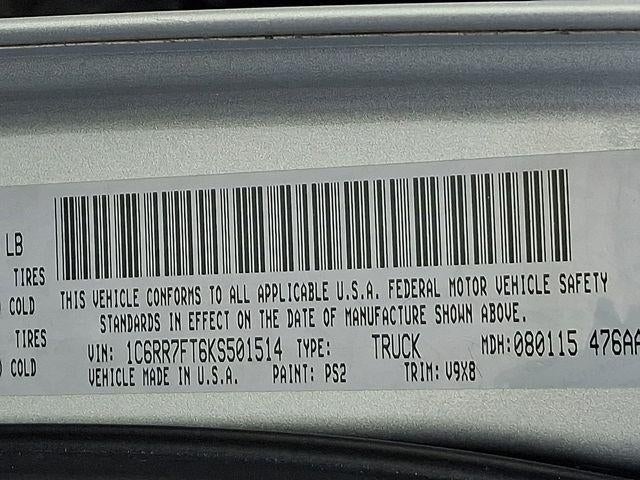 LB
TIRES
COLD
TIRES
COLD
THIS VEHICLE CONFORMS TO ALL APPLICABLE U.S.A. FEDERAL MOTOR VEHICLE SAFETY
STANDARDS IN EFFECT ON THE DATE OF MANUFACTURE SHOWN ABOVE.
VIN: 1C6RR7FT6KS501514 TYPE: TRUCK MDH:080115 476AA
VEHICLE MADE IN U.S.A. PAINT: PS2 TRIM: V9X8